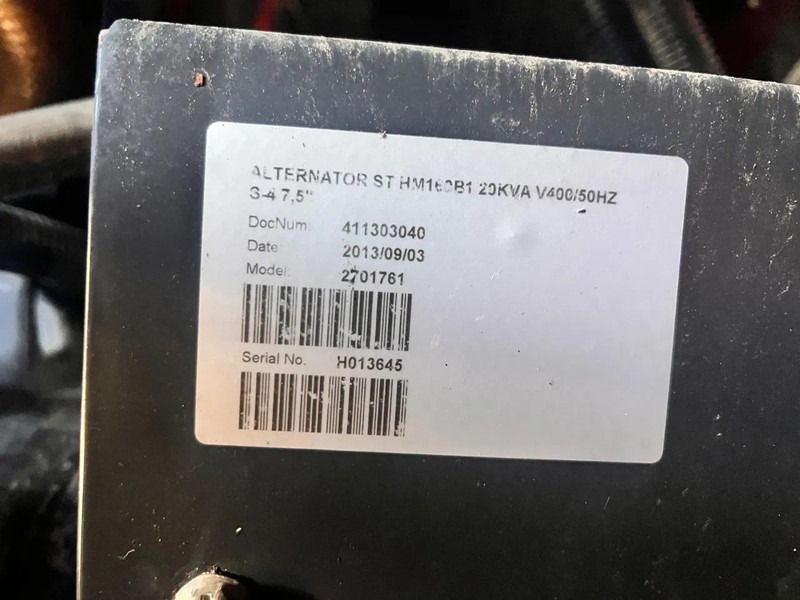 ALTERNATOR ST HM160B1 20KVA V400/50HZ
S-4 7,5"
DocNum: 411303040
Date: 2013/09/03
Model: 2701761
Serial No. H013645